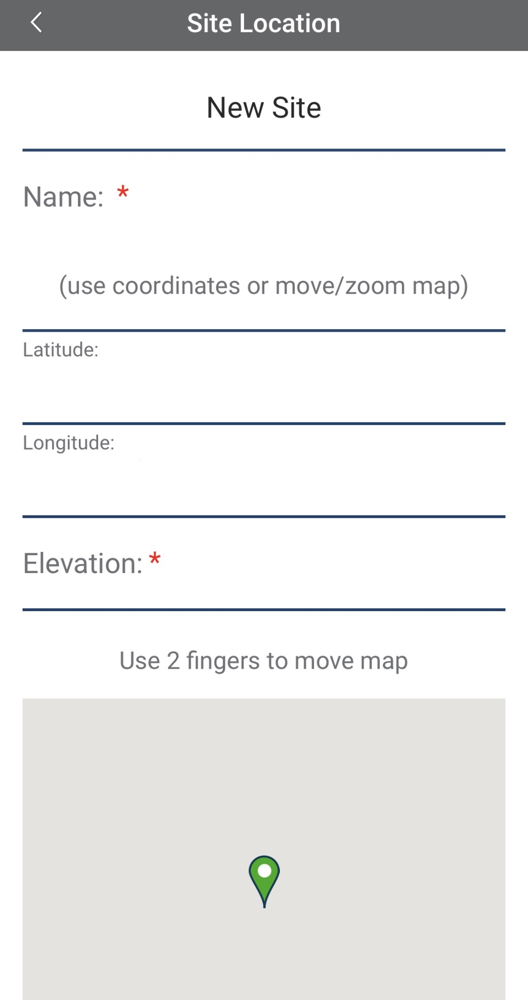 Site Location
New Site
Name: *
(use coordinates or move/zoom map)
Latitude:
Longitude:
Elevation: *
Use 2 fingers to move map